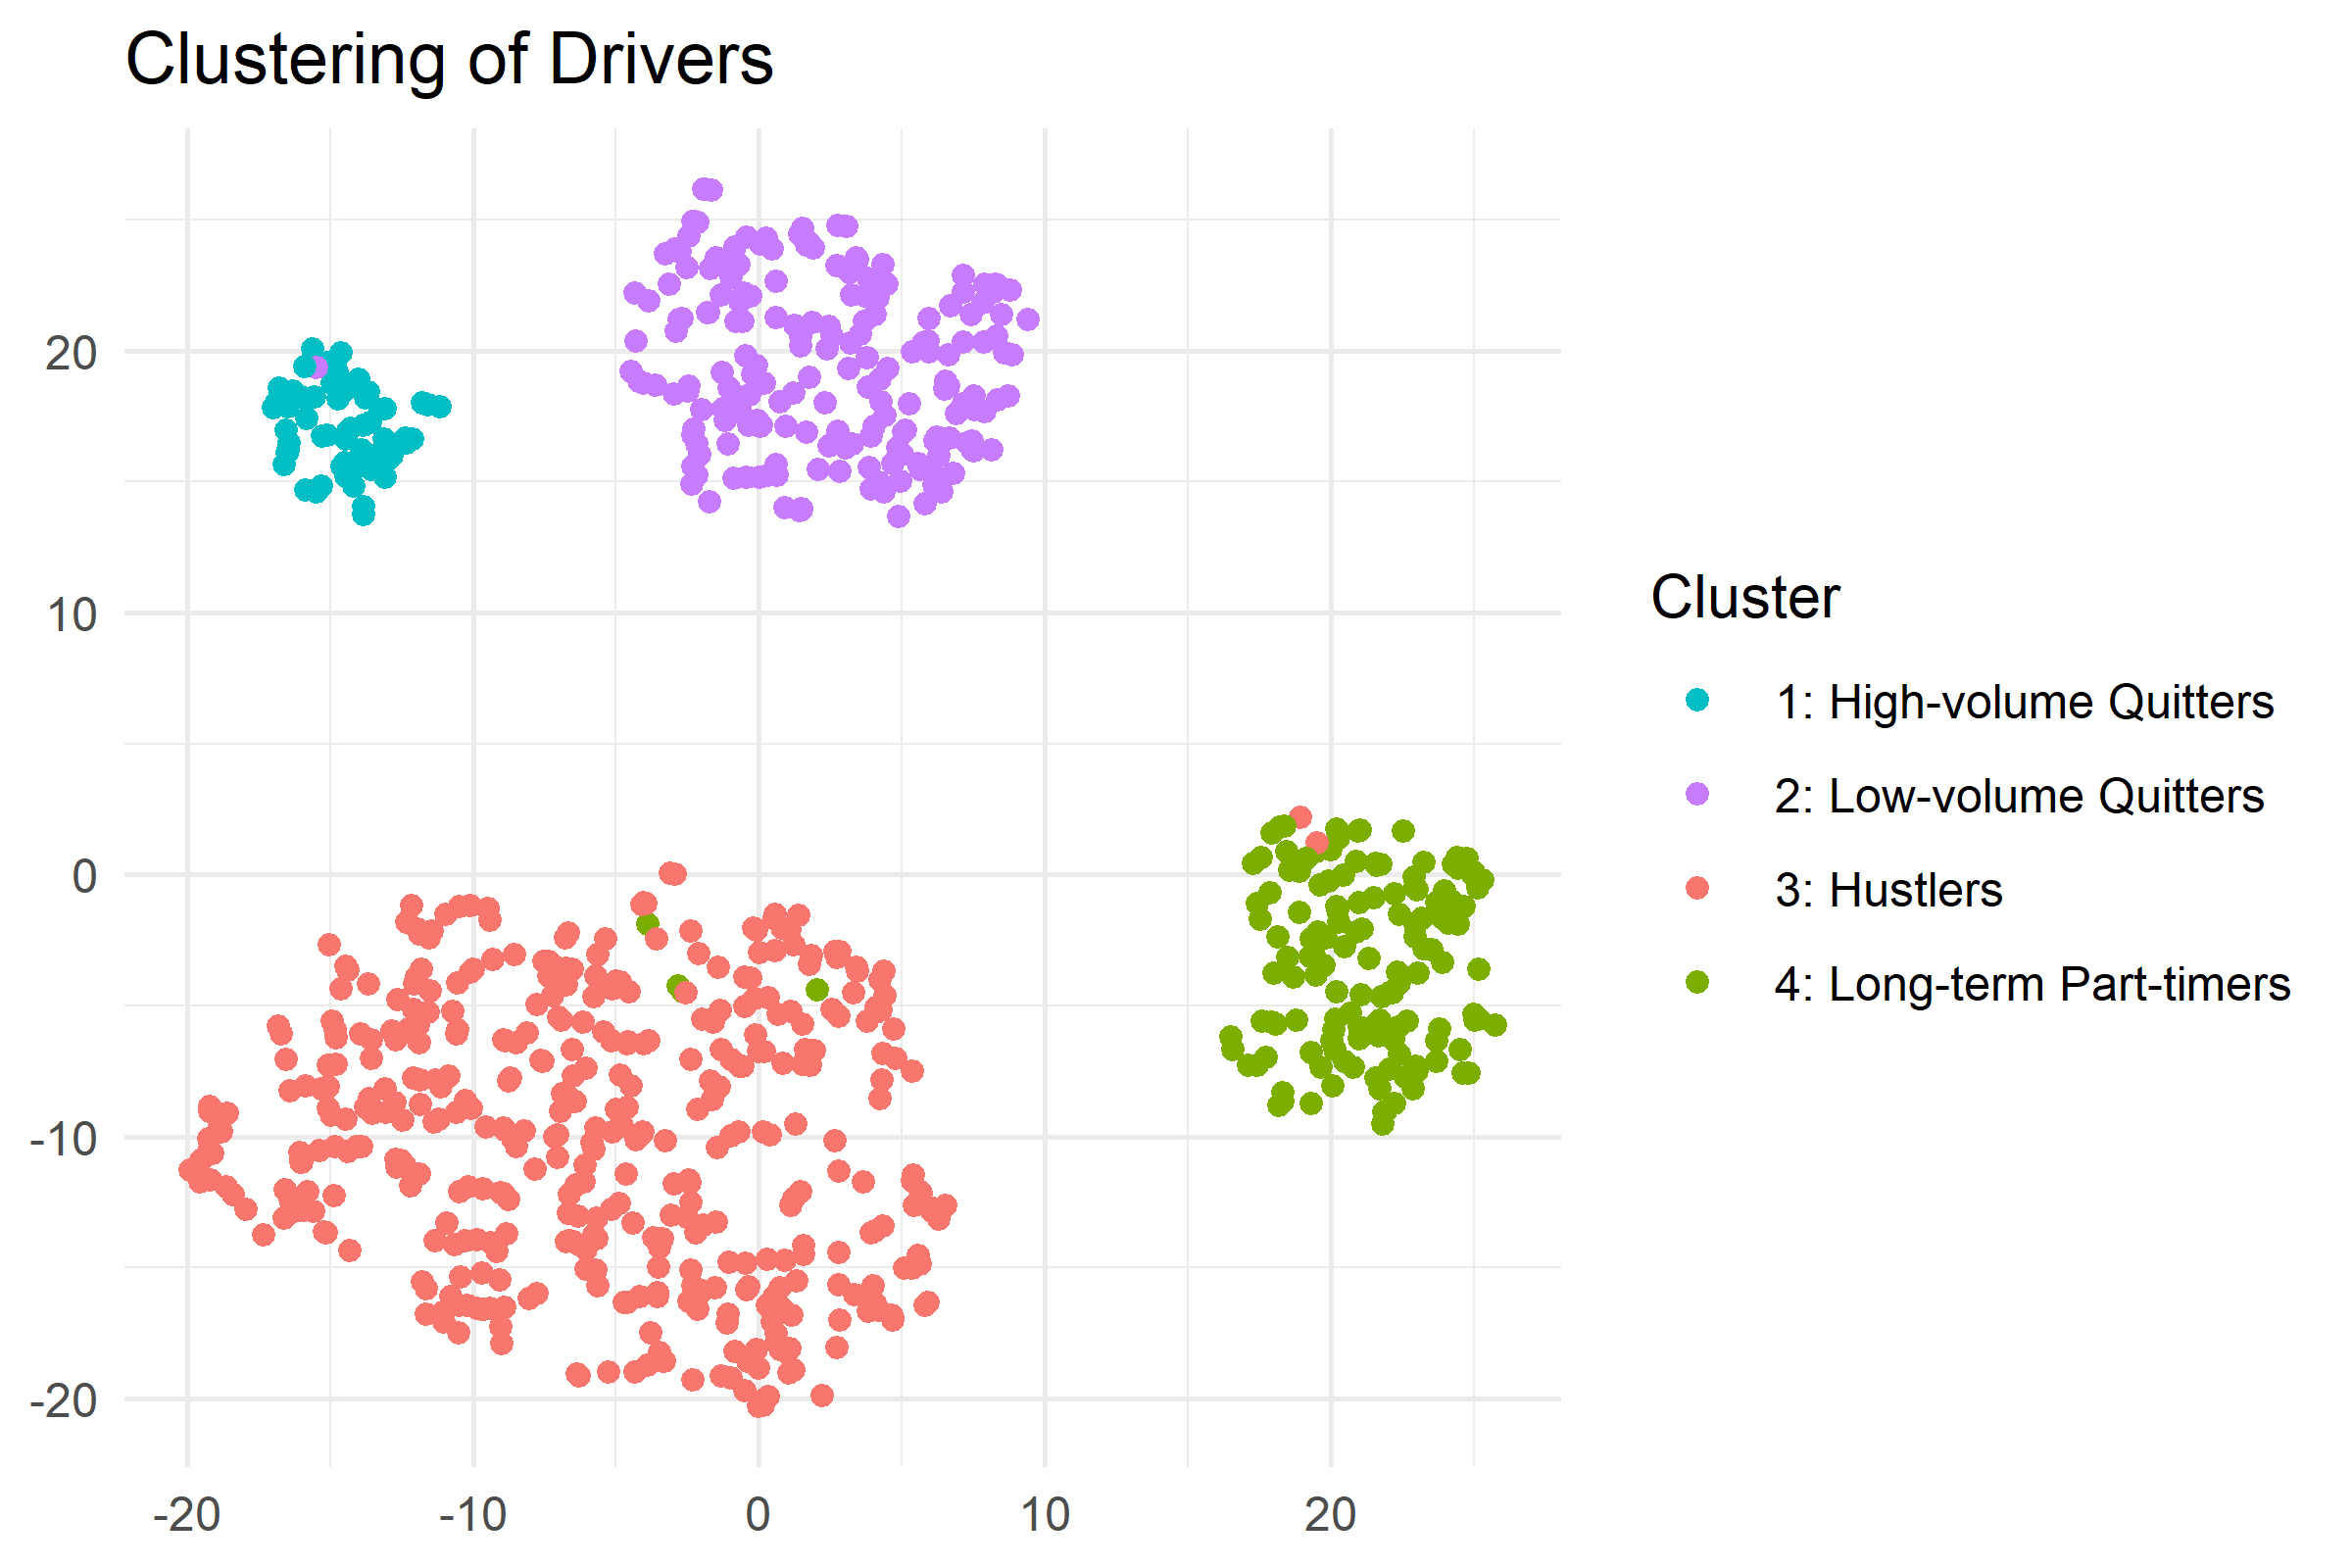 Clustering of Drivers
20
10
0
-10
-20
-20 -10 0 10 20
Cluster
1: High-volume Quitters
2: Low-volume Quitters
3: Hustlers
4: Long-term Part-timers